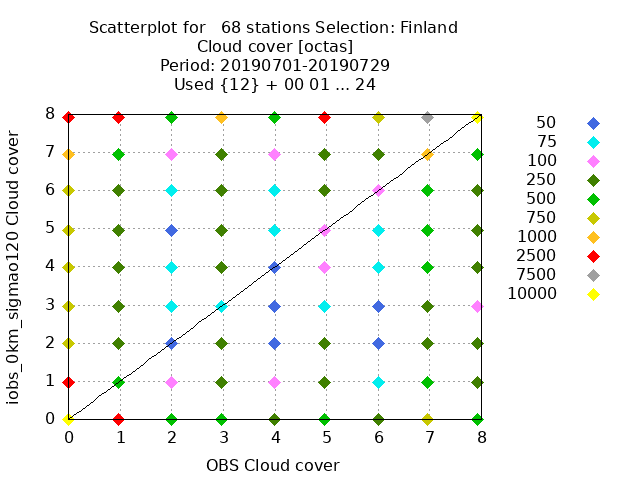 Scatterplot for   68 stations Selection: Finland
Cloud cover [octas]
Period: 20190701-20190729
Used {12} + 00 01 ... 24
iobs_0km_sigmao120 Cloud cover
8
7
6
5
4
3
2
1
0
0 1 2 3 4 5 6 7 8
OBS Cloud cover
50
75
100
250
500
750
1000
2500
7500
10000